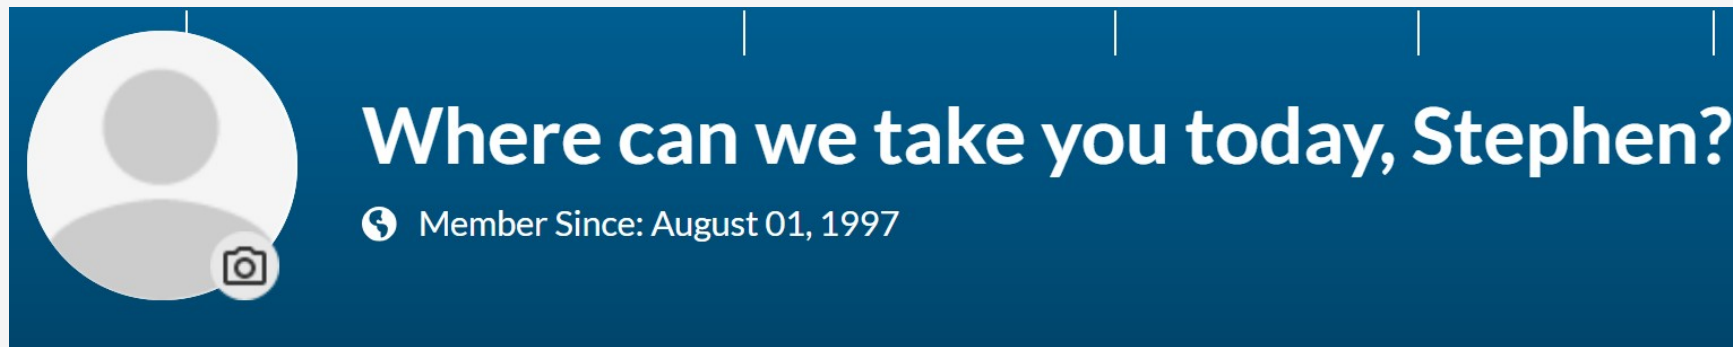 Where can we take you today, Stephen?
Member Since: August 01, 1997